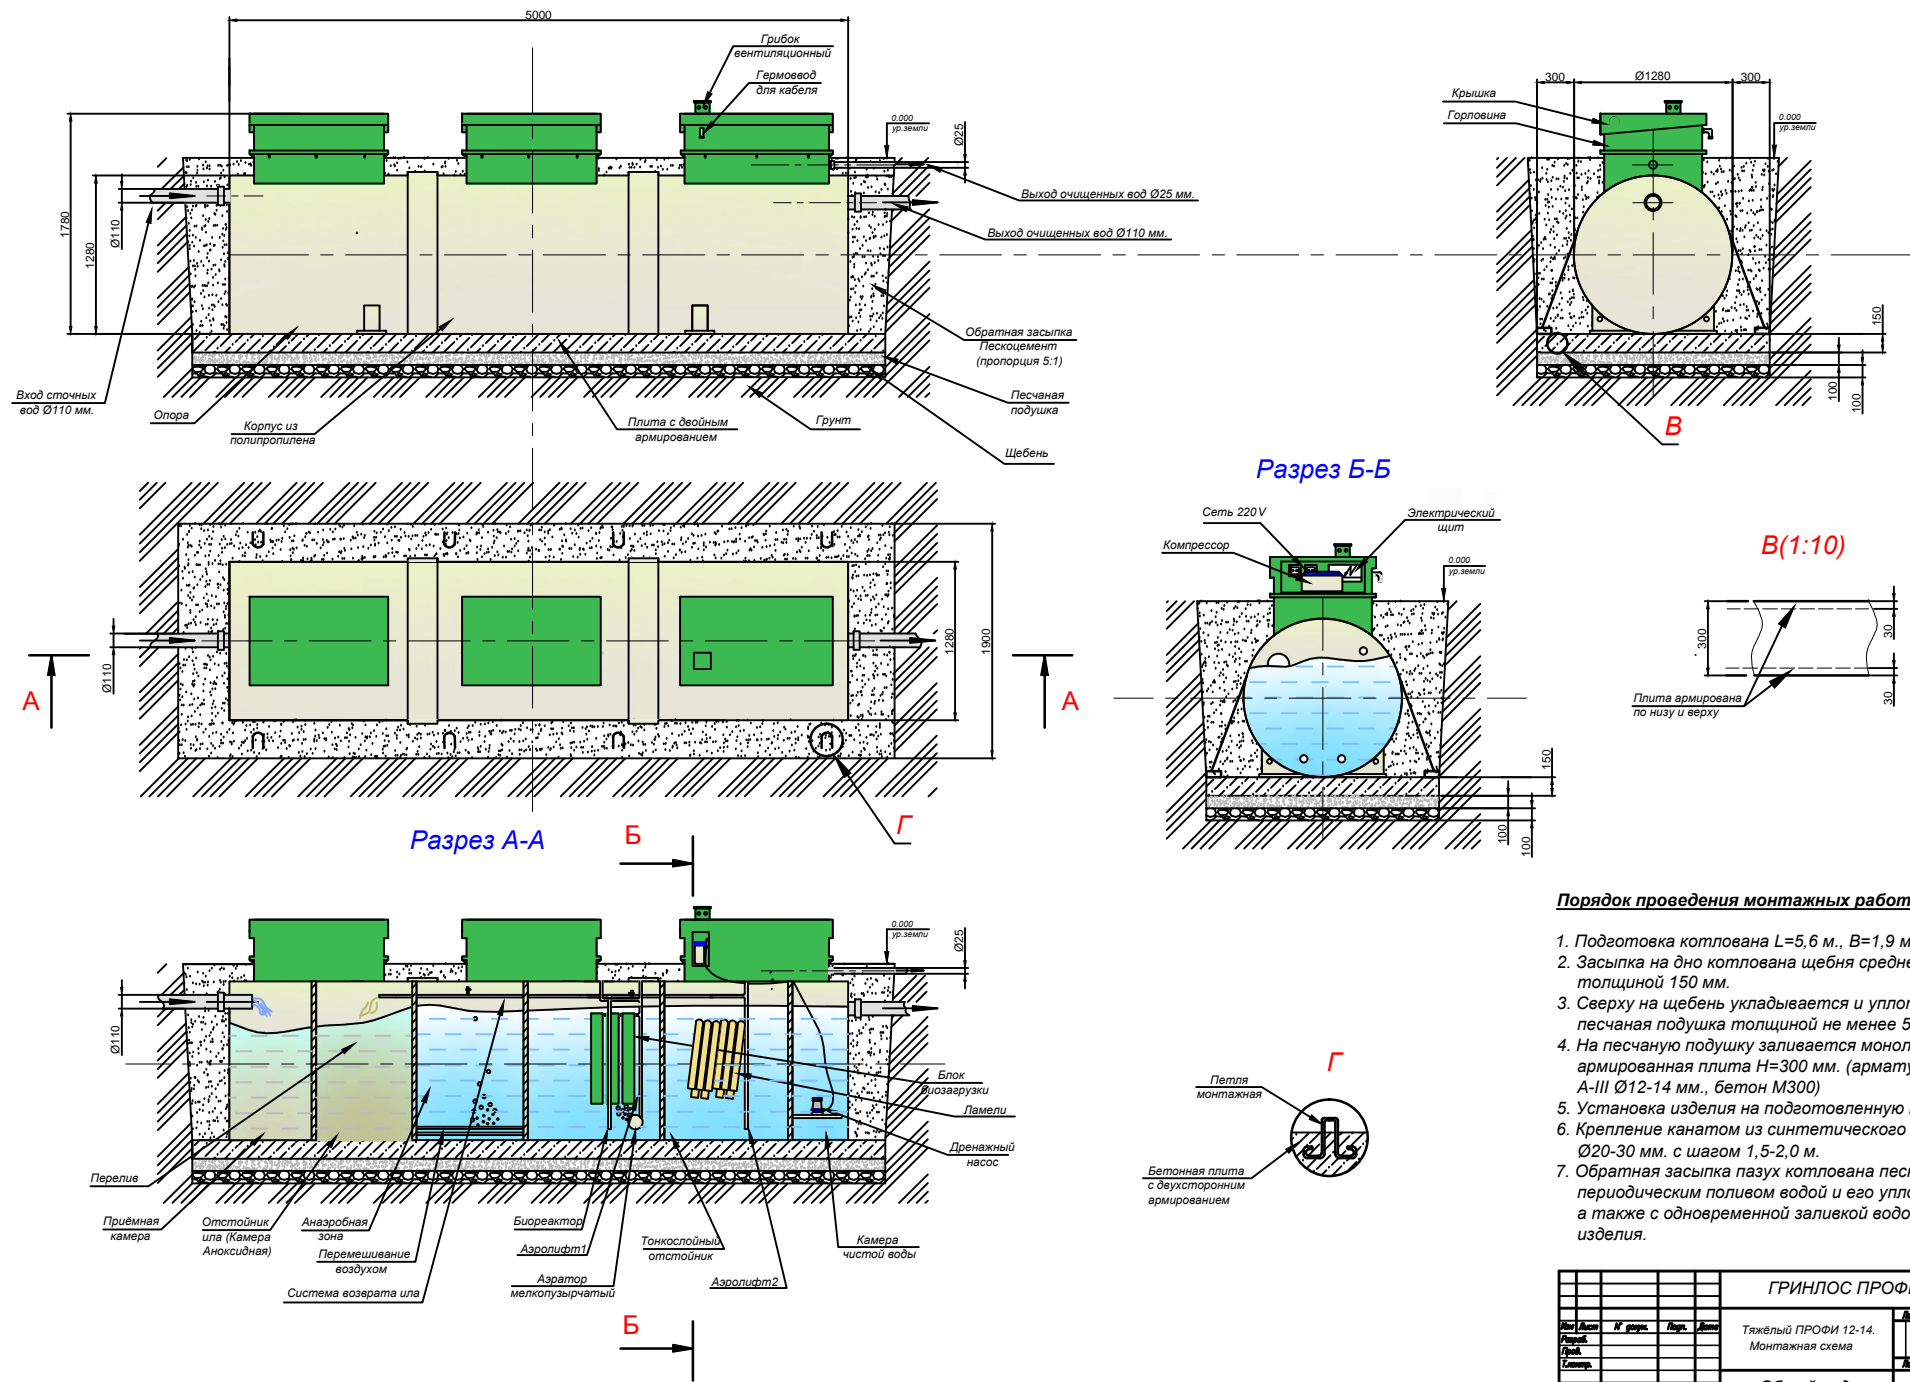 5000
Грибок
вентиляционный
Гермоввод
для кабеля
0.000
ур.земли
Ø25
1780
1280
Ø110
Выход очищенных вод Ø25 мм.
Выход очищенных вод Ø110 мм.
Обратная засыпка
Пескоцемент
(пропорция 5:1)
Песчаная
подушка
Щебень
Вход сточных
вод Ø110 мм.
Опора
Корпус из
полипропилена
Плита с двойным
армированием
Грунт
300
Ø1280
300
Крышка
Горловина
0.000
ур.земли
150
100
100
В
Ø110
1280
1900
А
А
Г
Разрез Б-Б
Сеть 220V
Электрический
щит
Компрессор
0.000
ур.земли
150
100
100
В(1:10)
300
30
30
Плита армирована
по низу и верху
Разрез А-А
Б
0.000
ур.земли
Ø25
Ø110
Блок
биозагрузки
Ламели
Дренажный
насос
Перелив
Приёмная
камера
Отстойник
ила (Камера
Аноксидная)
Анаэробная
зона
Перемешивание
воздухом
Система возврата ила
Биореактор
Аэролифт1
Аэратор
мелкопузырчатый
Тонкослойный
отстойник
Аэролифт2
Камера
чистой воды
Б
Г
Петля
монтажная
Бетонная плита
с двухсторонним
армированием
Порядок проведения монтажных работ
1. Подготовка котлована L=5,6 м., В=1,9 м
2. Засыпка на дно котлована щебня средне
толщиной 150 мм.
3. Сверху на щебень укладывается и уплот
песчаная подушка толщиной не менее 5
4. На песчаную подушку заливается монол
армированная плита Н=300 мм. (армату
А-III Ø12-14 мм., бетон М300)
5. Установка изделия на подготовленную
6. Крепление канатом из синтетического
Ø20-30 мм. с шагом 1,5-2,0 м.
7. Обратная засыпка пазух котлована песк
периодическим поливом водой и его упло
а также с одновременной заливкой водо
изделия.
ГРИНЛОС ПРОФ
Изм Лист N° докум. Подп. Дата
Разраб.
Пров.
Т.контр.
Тяжёлый ПРОФИ 12-14.
Монтажная схема